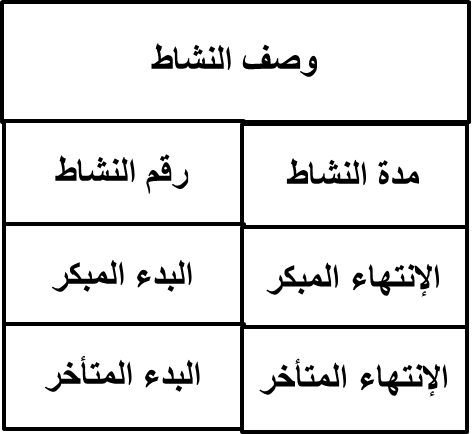 وصف النشاط
مدة النشاط
رقم النشاط
الإنتهاء المبكر
البدء المبكر
الإنتهاء المتأخر
البدء المتأخر